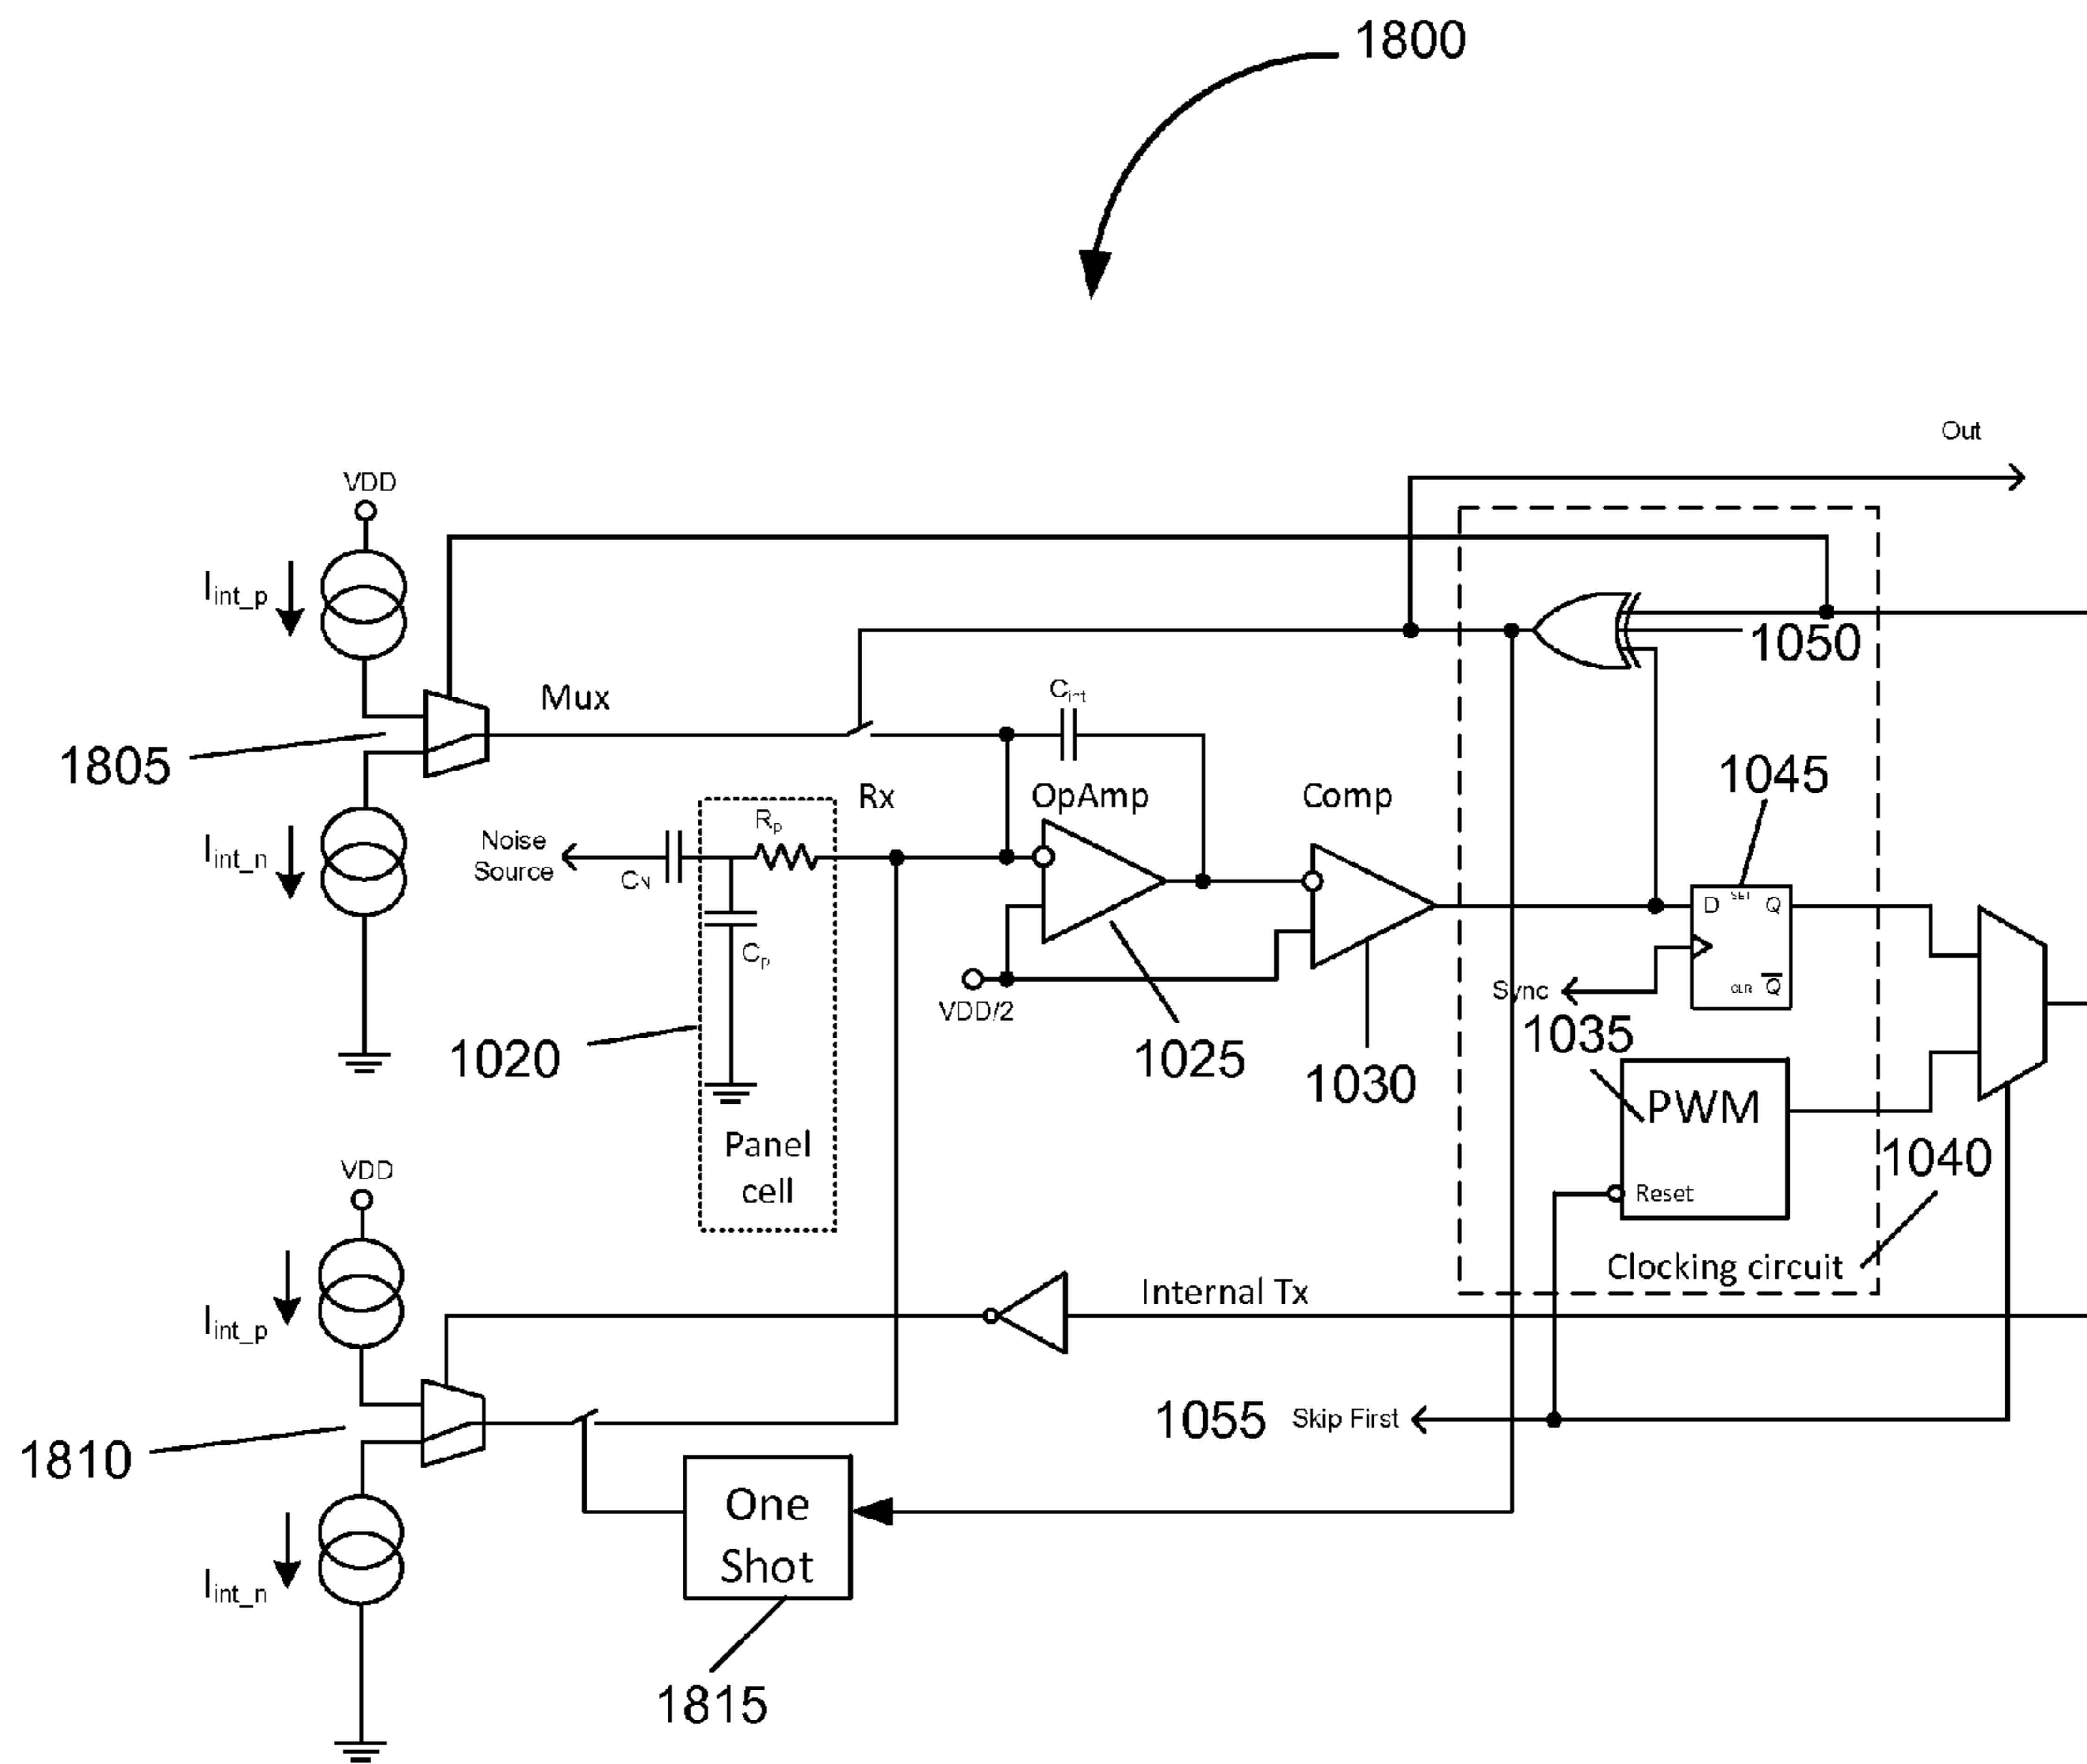 1800
Out
VDD
Iint_p
1050
Mux
Cint
1805
1045
Rx
OpAmp
Comp
Rp
Noise
Source
Iint_n
CN
D
SET
Q
Cp
Sync
CLR
Q
VDD/2
1035
1020
1025
1030
PWM
Panel
cell
1040
VDD
Reset
Clocking circuit
Internal Tx
Iint_p
1055
Skip First
1810
One
Shot
Iint_n
1815